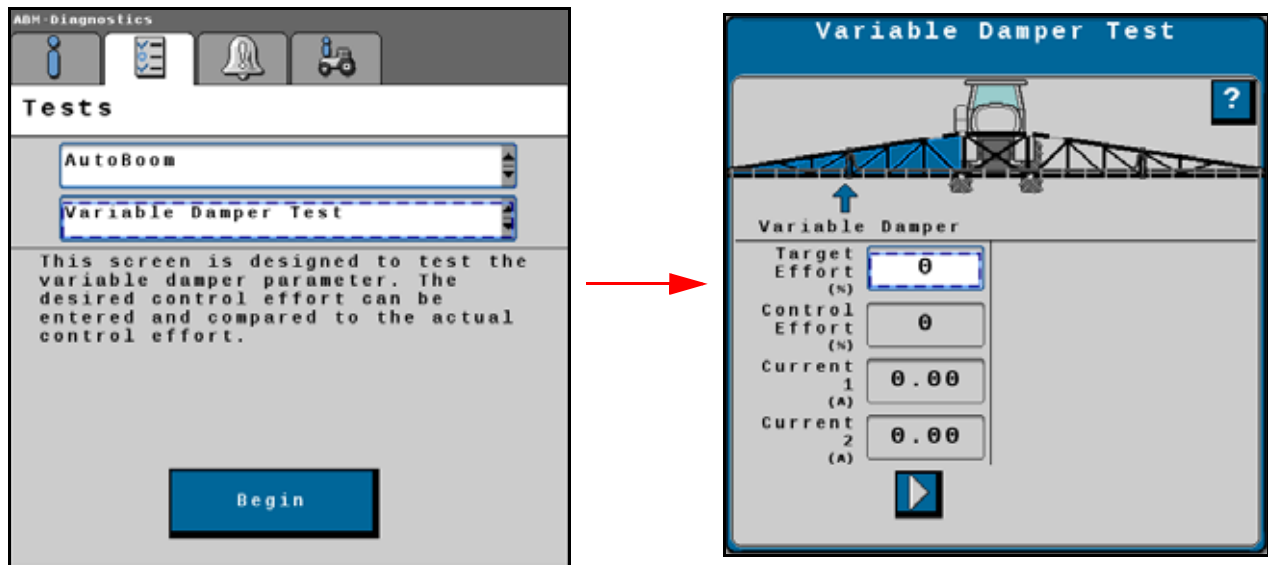 ABM-Diagnostics
Tests
AutoBoom
Variable Damper Test
This screen is designed to test the
variable damper parameter. The
desired control effort can be
entered and compared to the actual
control effort.
Begin
Variable Damper Test
?
Variable Damper
Target
Effort
(%)
0
Control
Effort
(%)
0
Current
1
(A)
0.00
Current
2
(A)
0.00